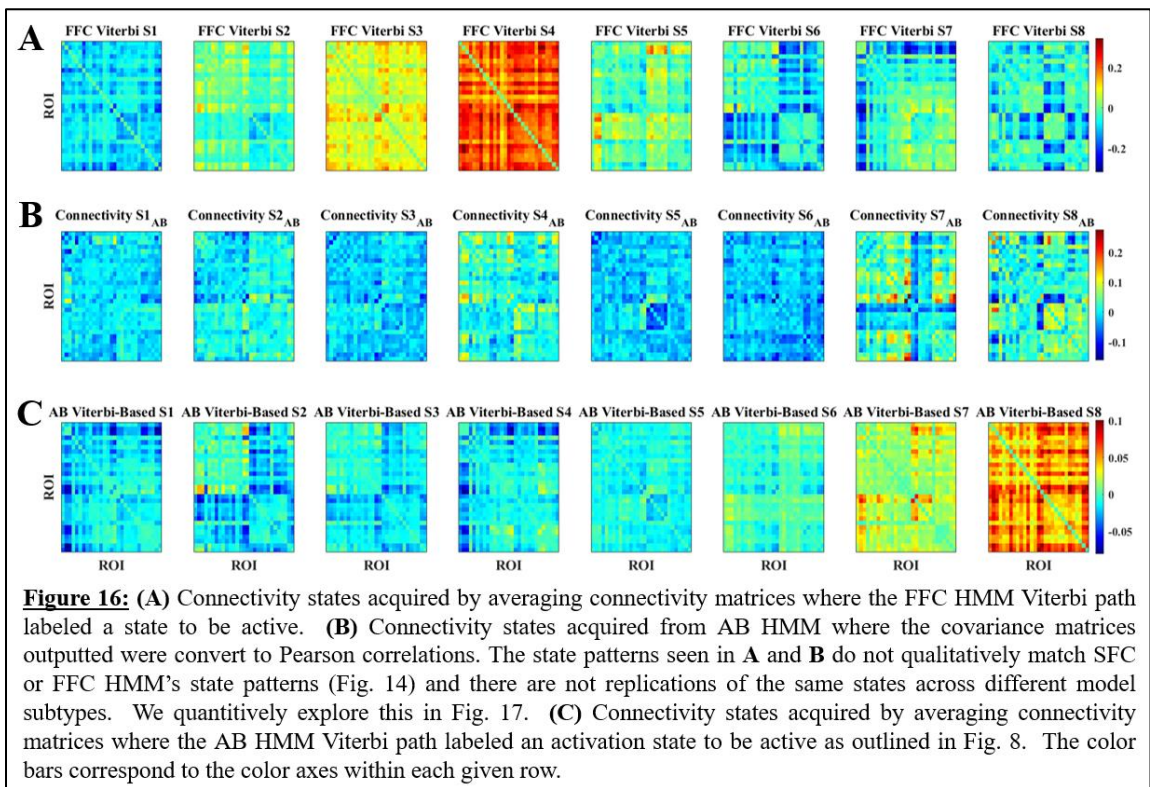 A
FFC Viterbi S1 FFC Viterbi S2 FFC Viterbi S3 FFC Viterbi S4 FFC Viterbi S5 FFC Viterbi S6 FFC Viterbi S7 FFC Viterbi S8
ROI
0.2
0
-0.2
B
Connectivity S1AB Connectivity S2AB Connectivity S3AB Connectivity S4AB Connectivity S5AB Connectivity S6AB Connectivity S7AB Connectivity S8AB
ROI
0.2
0.1
0
-0.1
C
AB Viterbi-Based S1 AB Viterbi-Based S2 AB Viterbi-Based S3 AB Viterbi-Based S4 AB Viterbi-Based S5 AB Viterbi-Based S6 AB Viterbi-Based S7 AB Viterbi-Based S8
ROI
0.1
0.05
0
-0.05
ROI ROI ROI ROI ROI ROI ROI ROI
Figure 16: (A) Connectivity states acquired by averaging connectivity matrices where the FFC HMM Viterbi path
labeled a state to be active. (B) Connectivity states acquired from AB HMM where the covariance matrices
outputted were convert to Pearson correlations. The state patterns seen in A and B do not qualitatively match SFC
or FFC HMM's state patterns (Fig. 14) and there are not replications of the same states across different model
subtypes. We quantively explore this in Fig. 17. (C) Connectivity states acquired by averaging connectivity
matrices where the AB HMM Viterbi path labeled an activation state to be active as outlined in Fig. 8. The color
bars correspond to the color axes within each given row.